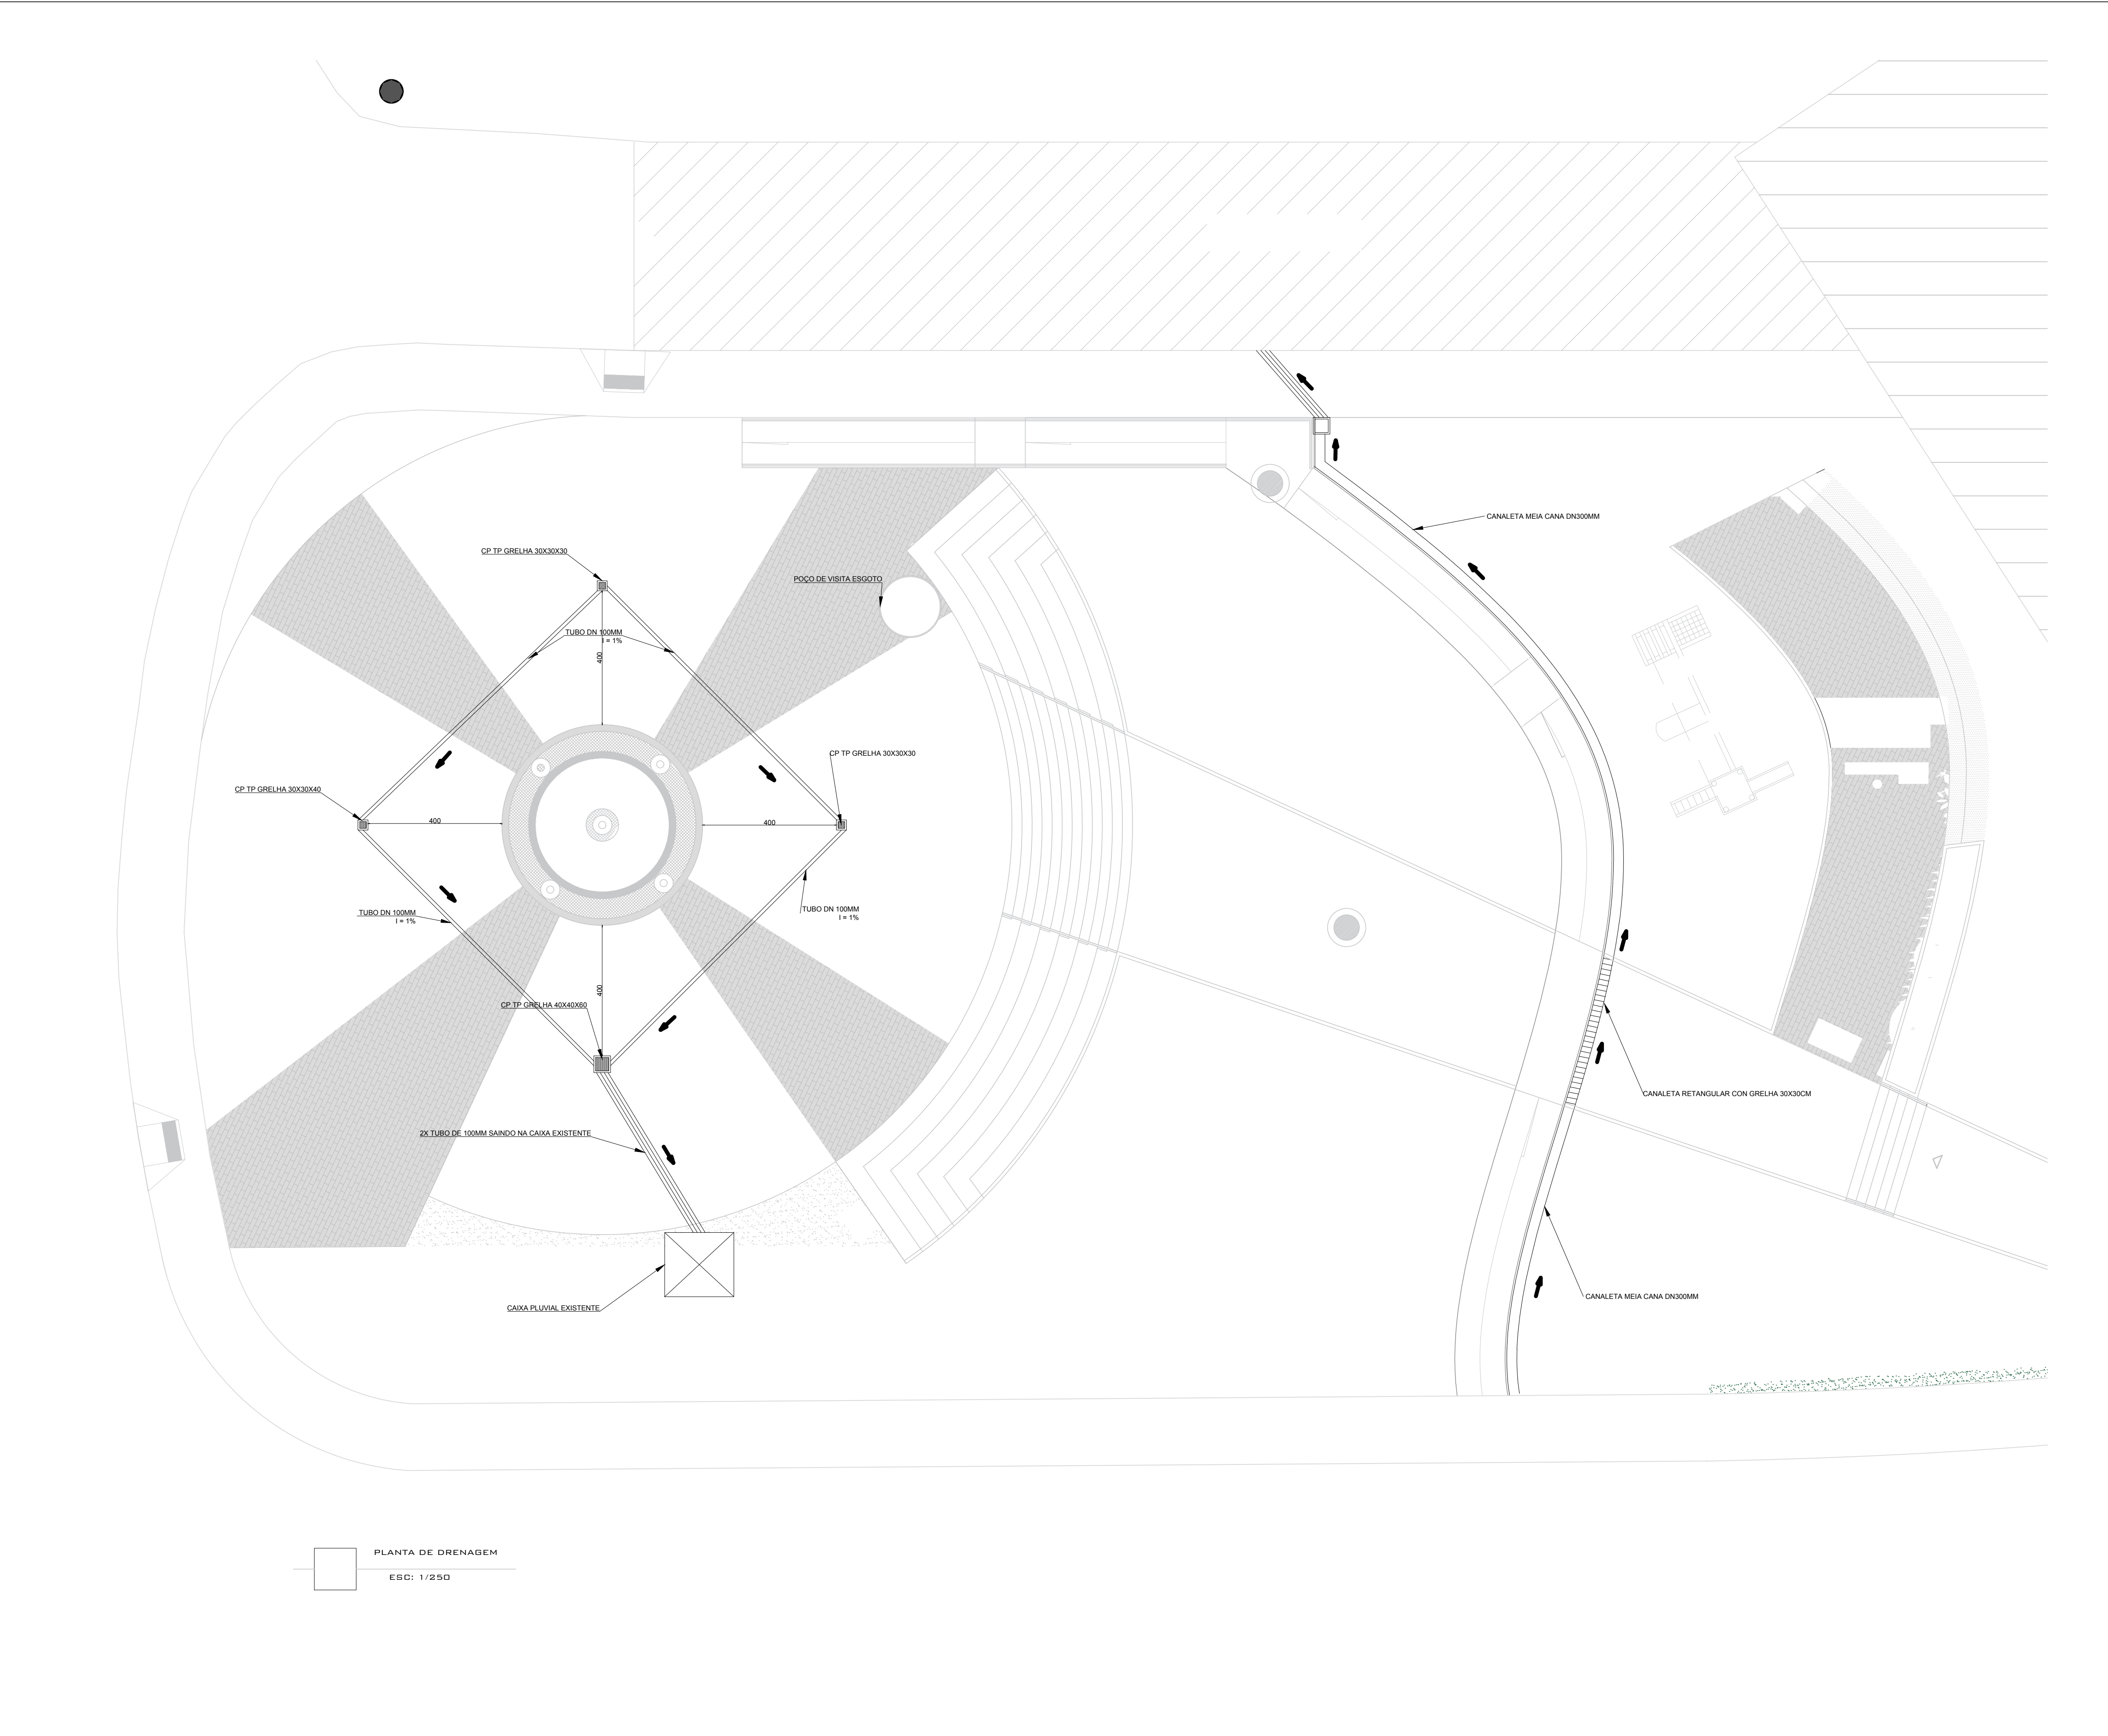 CANALETA MEIA CANA DN300MM
CP TP GRELHA 30X30X30
POÇO DE VISITA ESGOTO
TUBO DN 100MM
I = 1%
400
CP TP GRELHA 30X30X30
CP TP GRELHA 30X30X40
400
400
TUBO DN 100MM
I = 1%
TUBO DN 100MM
I = 1%
400
CP TP GRELHA 40X40X60
CANALETA RETANGULAR CON GRELHA 30X30CM
2X TUBO DE 100MM SAINDO NA CAIXA EXISTENTE
CANALETA MEIA CANA DN300MM
CAIXA PLUVIAL EXISTENTE
PLANTA DE DRENAGEM
ESC: 1/250